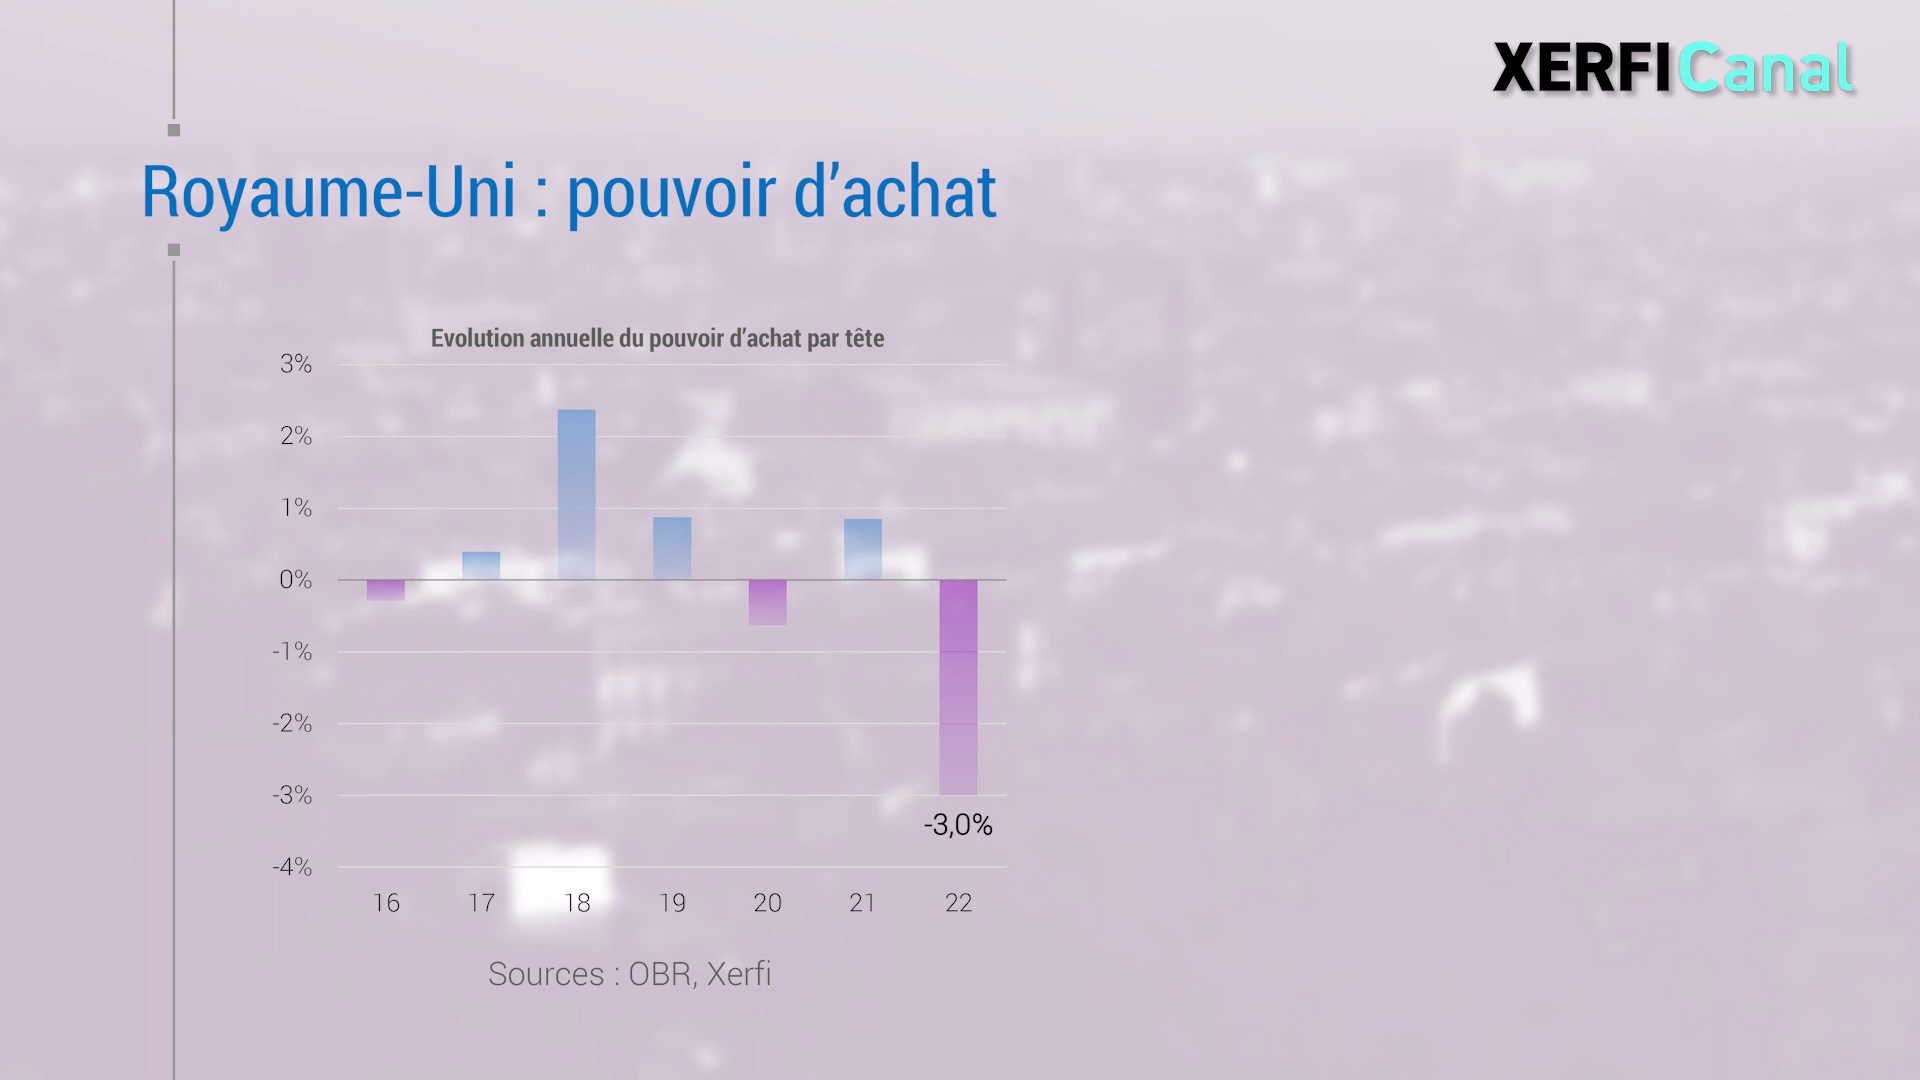 XERFI Canal
Royaume-Uni : pouvoir d’achat
Evolution annuelle du pouvoir d’achat par tête
3%
2%
1%
0%
-1%
-2%
-3%
-3,0%
-4%
16 17 18 19 20 21 22
Sources : OBR, Xerfi